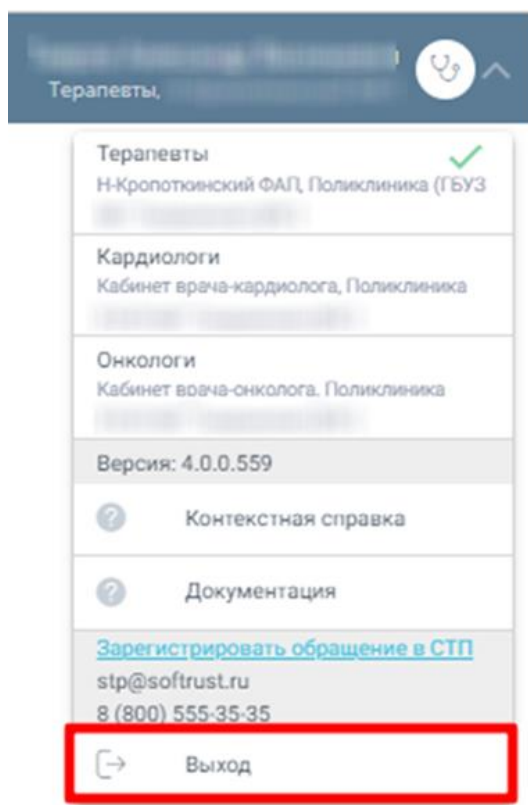 Терапевты,
Терапевты
Н-Кропоткинский ФАП, Поликлиника (ГБУЗ
Кардиологи
Кабинет врача-кардиолога, Поликлиника
Онкологи
Кабинет врача-онколога, Поликлиника
Версия: 4.0.0.559
Контекстная справка
Документация
Зарегистрировать обращение в СТП
stp@softrust.ru
8 (800) 555-35-35
Выход